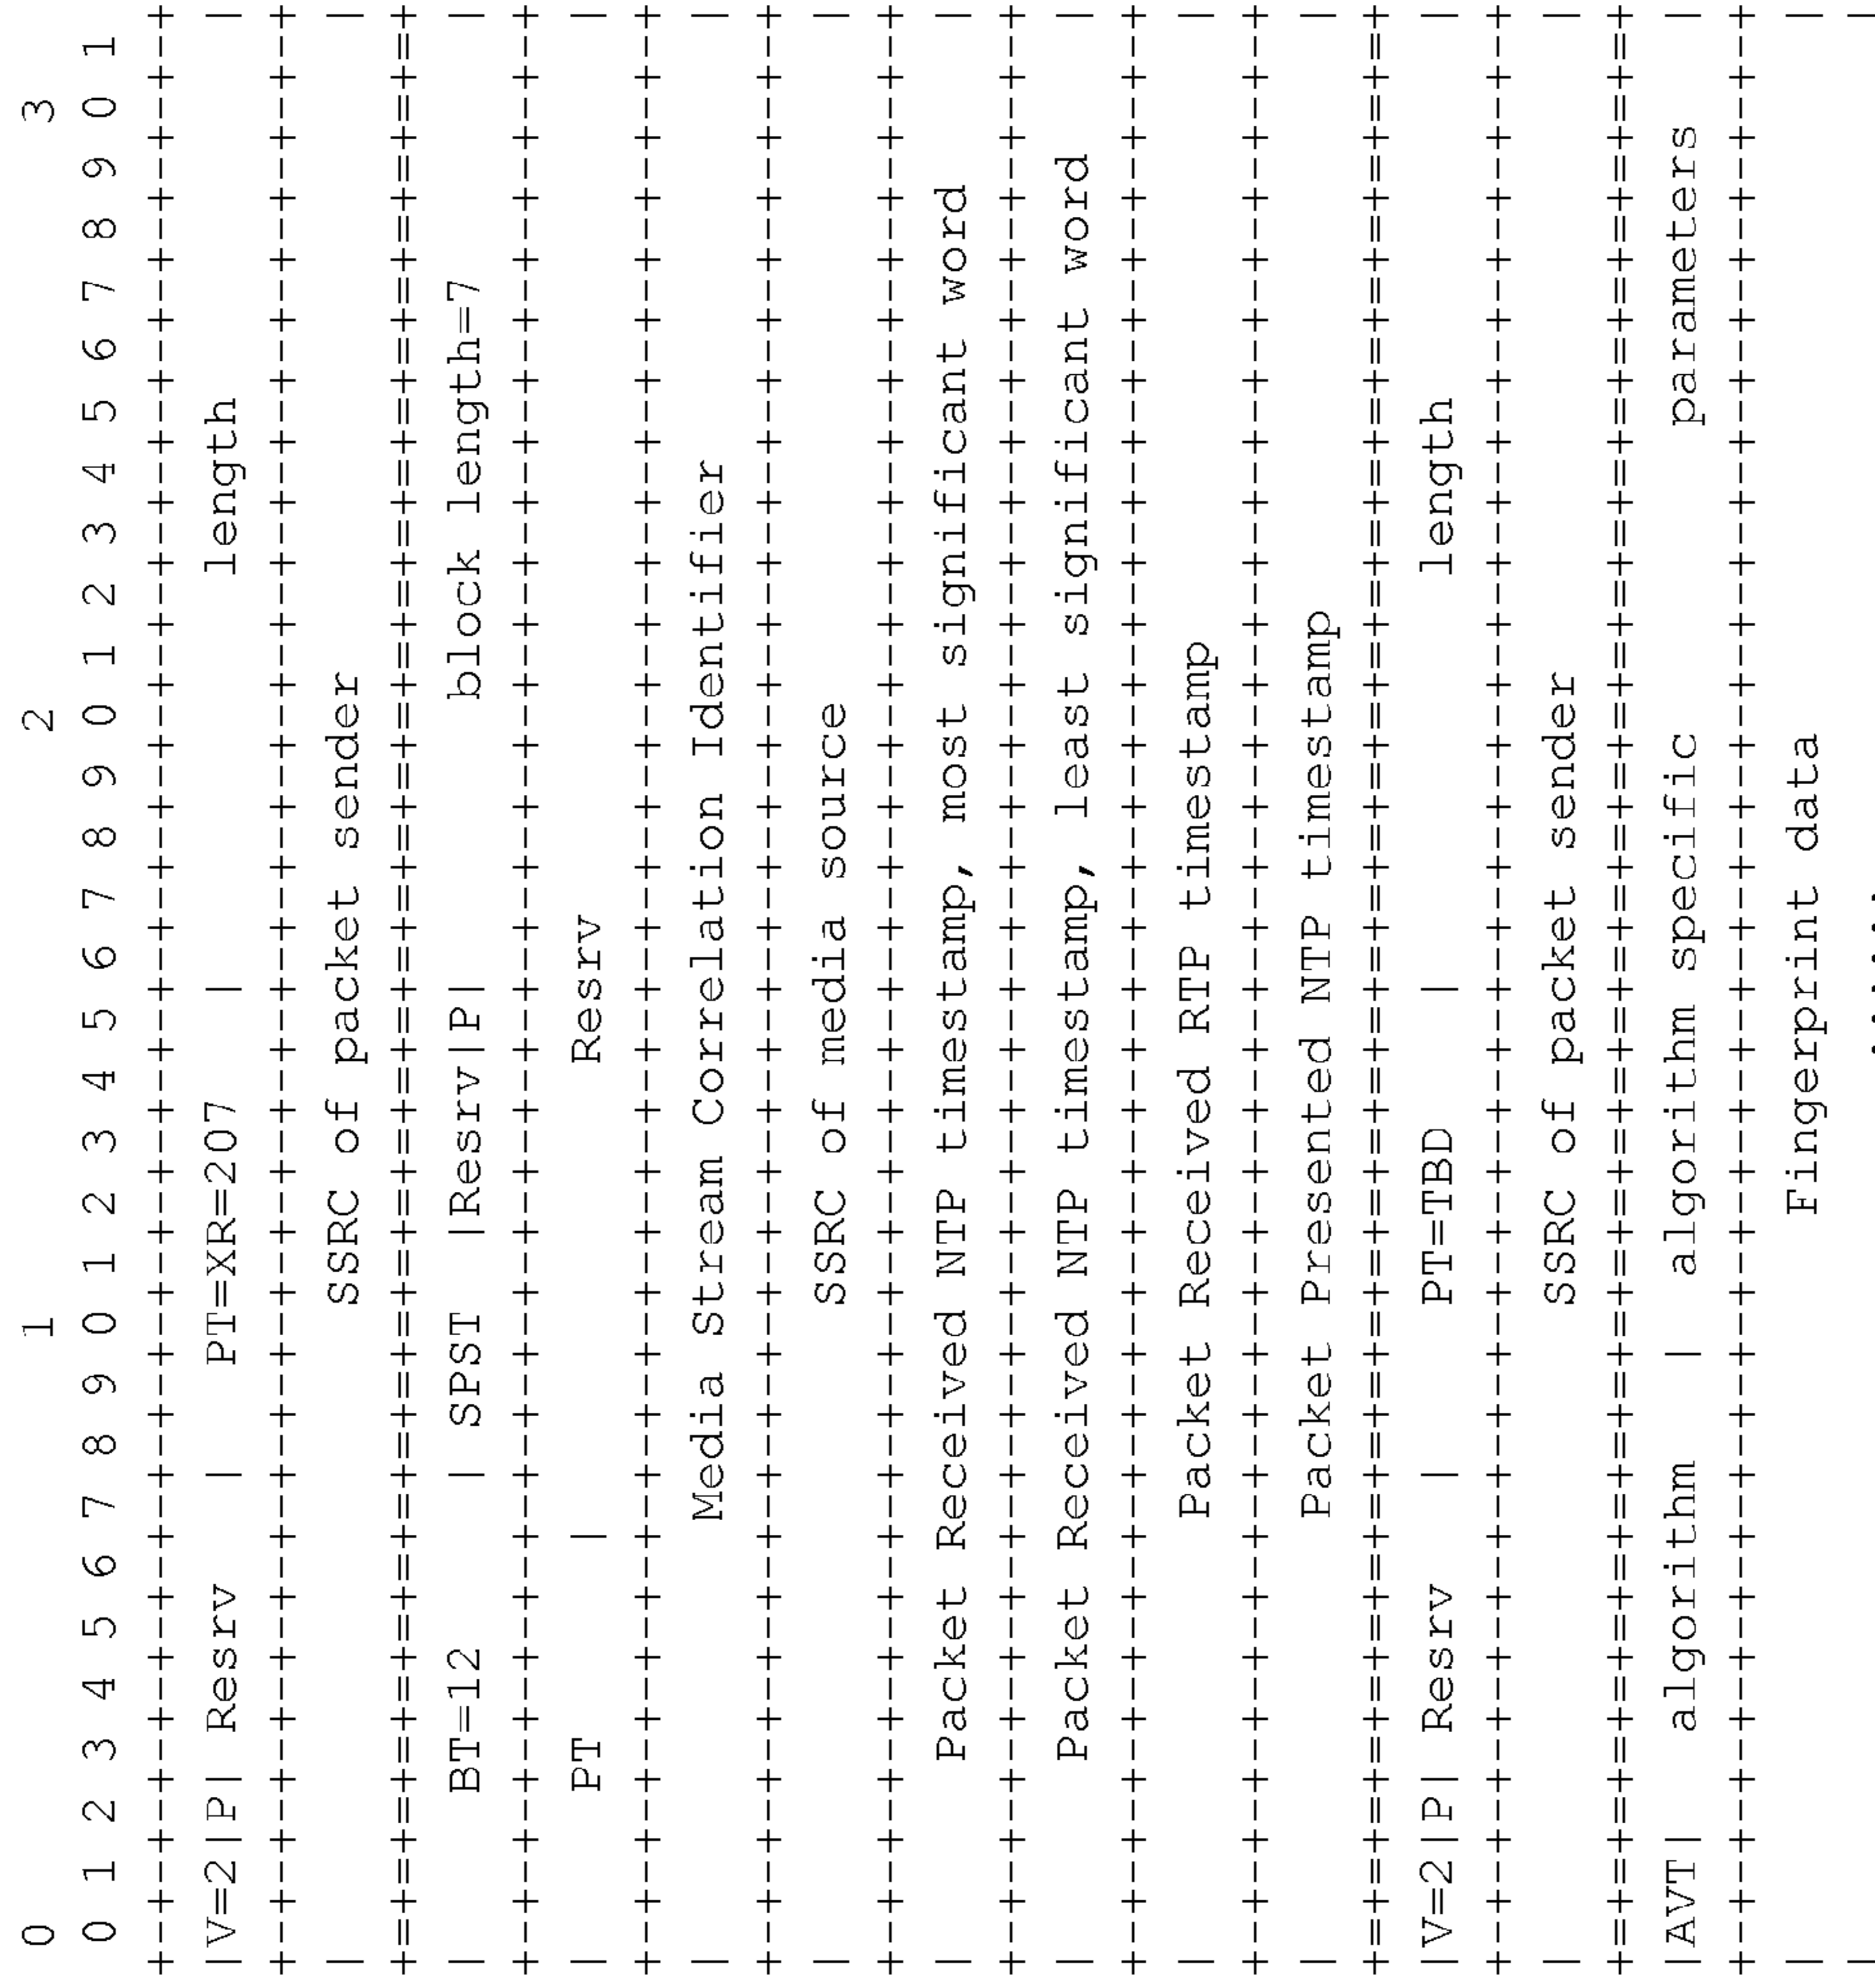 0                   1                   2                   3
 0 1 2 3 4 5 6 7 8 9 0 1 2 3 4 5 6 7 8 9 0 1 2 3 4 5 6 7 8 9 0 1
+-+-+-+-+-+-+-+-+-+-+-+-+-+-+-+-+-+-+-+-+-+-+-+-+-+-+-+-+-+-+-+-+
|V=2|P| Resrv   |   PT=XR=207   |             length            |
+-+-+-+-+-+-+-+-+-+-+-+-+-+-+-+-+-+-+-+-+-+-+-+-+-+-+-+-+-+-+-+-+
|                     SSRC of packet sender                     |
+=+=+=+=+=+=+=+=+=+=+=+=+=+=+=+=+=+=+=+=+=+=+=+=+=+=+=+=+=+=+=+=+
|     BT=12     | SPST  |Resrv|P|         block length=7        |
+-+-+-+-+-+-+-+-+-+-+-+-+-+-+-+-+-+-+-+-+-+-+-+-+-+-+-+-+-+-+-+-+
|     PT      |               Resrv                             |
+-+-+-+-+-+-+-+-+-+-+-+-+-+-+-+-+-+-+-+-+-+-+-+-+-+-+-+-+-+-+-+-+
|              Media Stream Correlation Identifier              |
+-+-+-+-+-+-+-+-+-+-+-+-+-+-+-+-+-+-+-+-+-+-+-+-+-+-+-+-+-+-+-+-+
|                     SSRC of media source                      |
+-+-+-+-+-+-+-+-+-+-+-+-+-+-+-+-+-+-+-+-+-+-+-+-+-+-+-+-+-+-+-+-+
|      Packet Received NTP timestamp, most significant word     |
+-+-+-+-+-+-+-+-+-+-+-+-+-+-+-+-+-+-+-+-+-+-+-+-+-+-+-+-+-+-+-+-+
|      Packet Received NTP timestamp, least significant word    |
+-+-+-+-+-+-+-+-+-+-+-+-+-+-+-+-+-+-+-+-+-+-+-+-+-+-+-+-+-+-+-+-+
|              Packet Received RTP timestamp                    |
+-+-+-+-+-+-+-+-+-+-+-+-+-+-+-+-+-+-+-+-+-+-+-+-+-+-+-+-+-+-+-+-+
|              Packet Presented NTP timestamp                   |
+=+=+=+=+=+=+=+=+=+=+=+=+=+=+=+=+=+=+=+=+=+=+=+=+=+=+=+=+=+=+=+=+
|V=2|P| Resrv   |     PT=TBD    |             length            |
+-+-+-+-+-+-+-+-+-+-+-+-+-+-+-+-+-+-+-+-+-+-+-+-+-+-+-+-+-+-+-+-+
|                     SSRC of packet sender                     |
+=+=+=+=+=+=+=+=+=+=+=+=+=+=+=+=+=+=+=+=+=+=+=+=+=+=+=+=+=+=+=+=+
|AVT|   algorithm   |  algorithm specific          parameters   |
+-+-+-+-+-+-+-+-+-+-+-+-+-+-+-+-+-+-+-+-+-+-+-+-+-+-+-+-+-+-+-+-+
|                        Fingerprint data                       |
|                             ......                            |